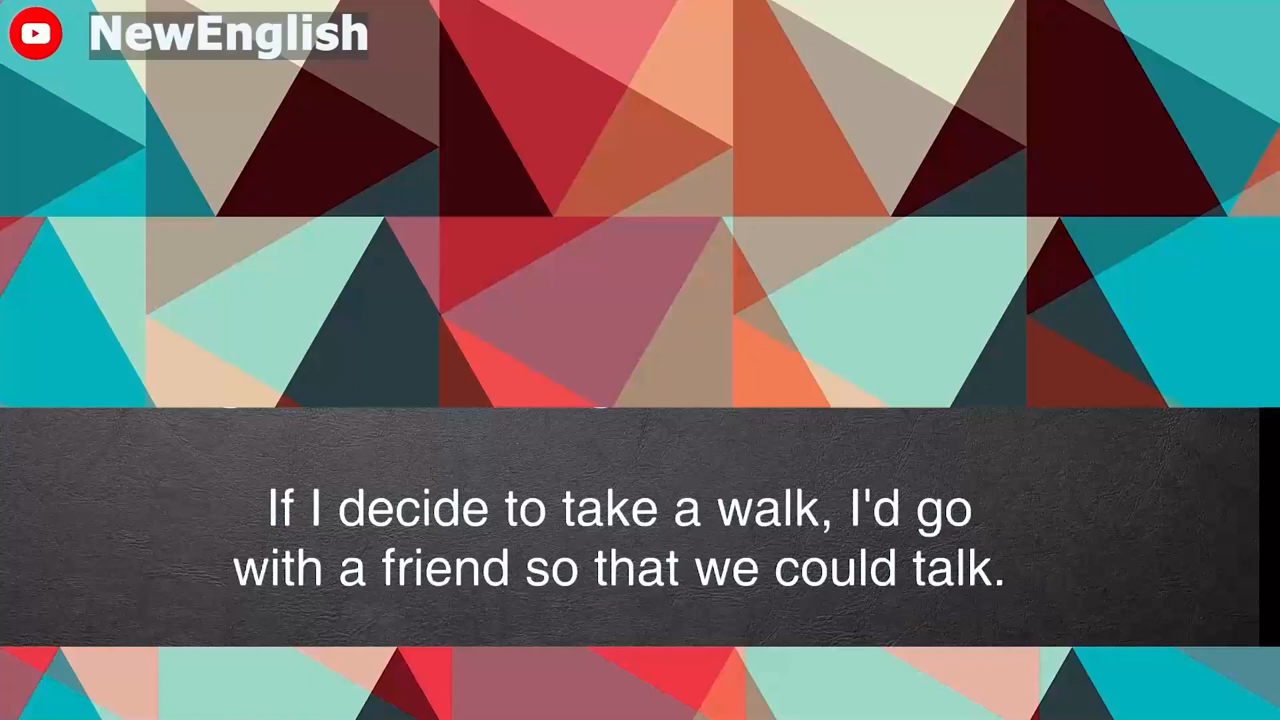 NewEnglish
If I decide to take a walk, I'd go
with a friend so that we could talk.